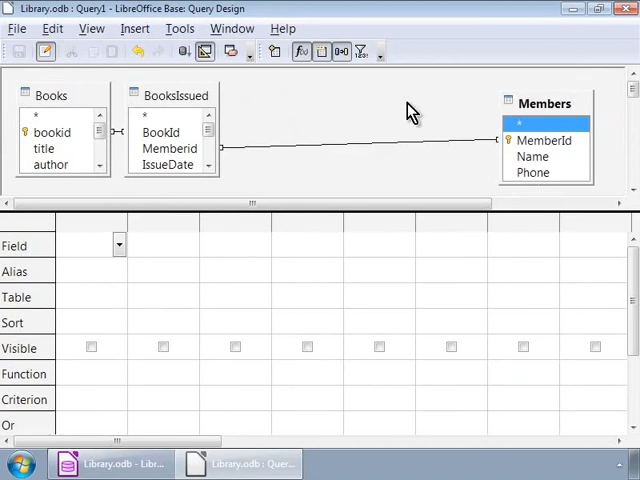 Library.odb : Query1 - LibreOffice Base: Query Design
File Edit View Insert Tools Window Help
f(x)
Books
*
bookid
title
author
BooksIssued
*
BookId
Memberid
IssueDate
Members
*
MemberId
Name
Phone
Field
Alias
Table
Sort
Visible
Function
Criterion
Or
Library.odb - Libr...
Library.odb : Quer...